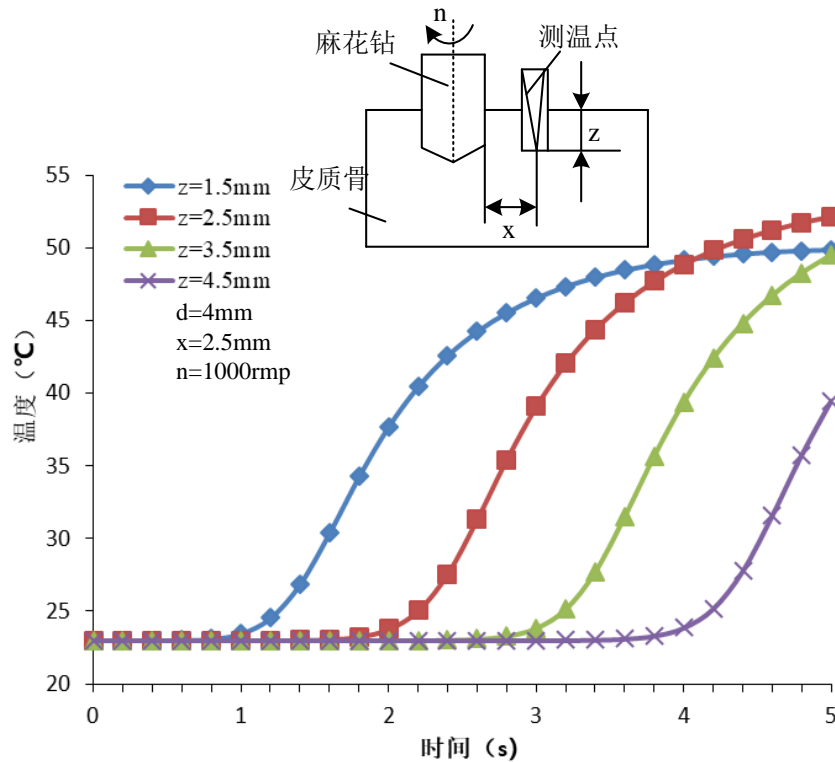 n
麻花钻
测温点
z
皮质骨
x
z=1.5mm
z=2.5mm
z=3.5mm
z=4.5mm
d=4mm
x=2.5mm
n=1000rmp
温度（℃）
55
50
45
40
35
30
25
20
0 1 2 3 4 5
时间（s)